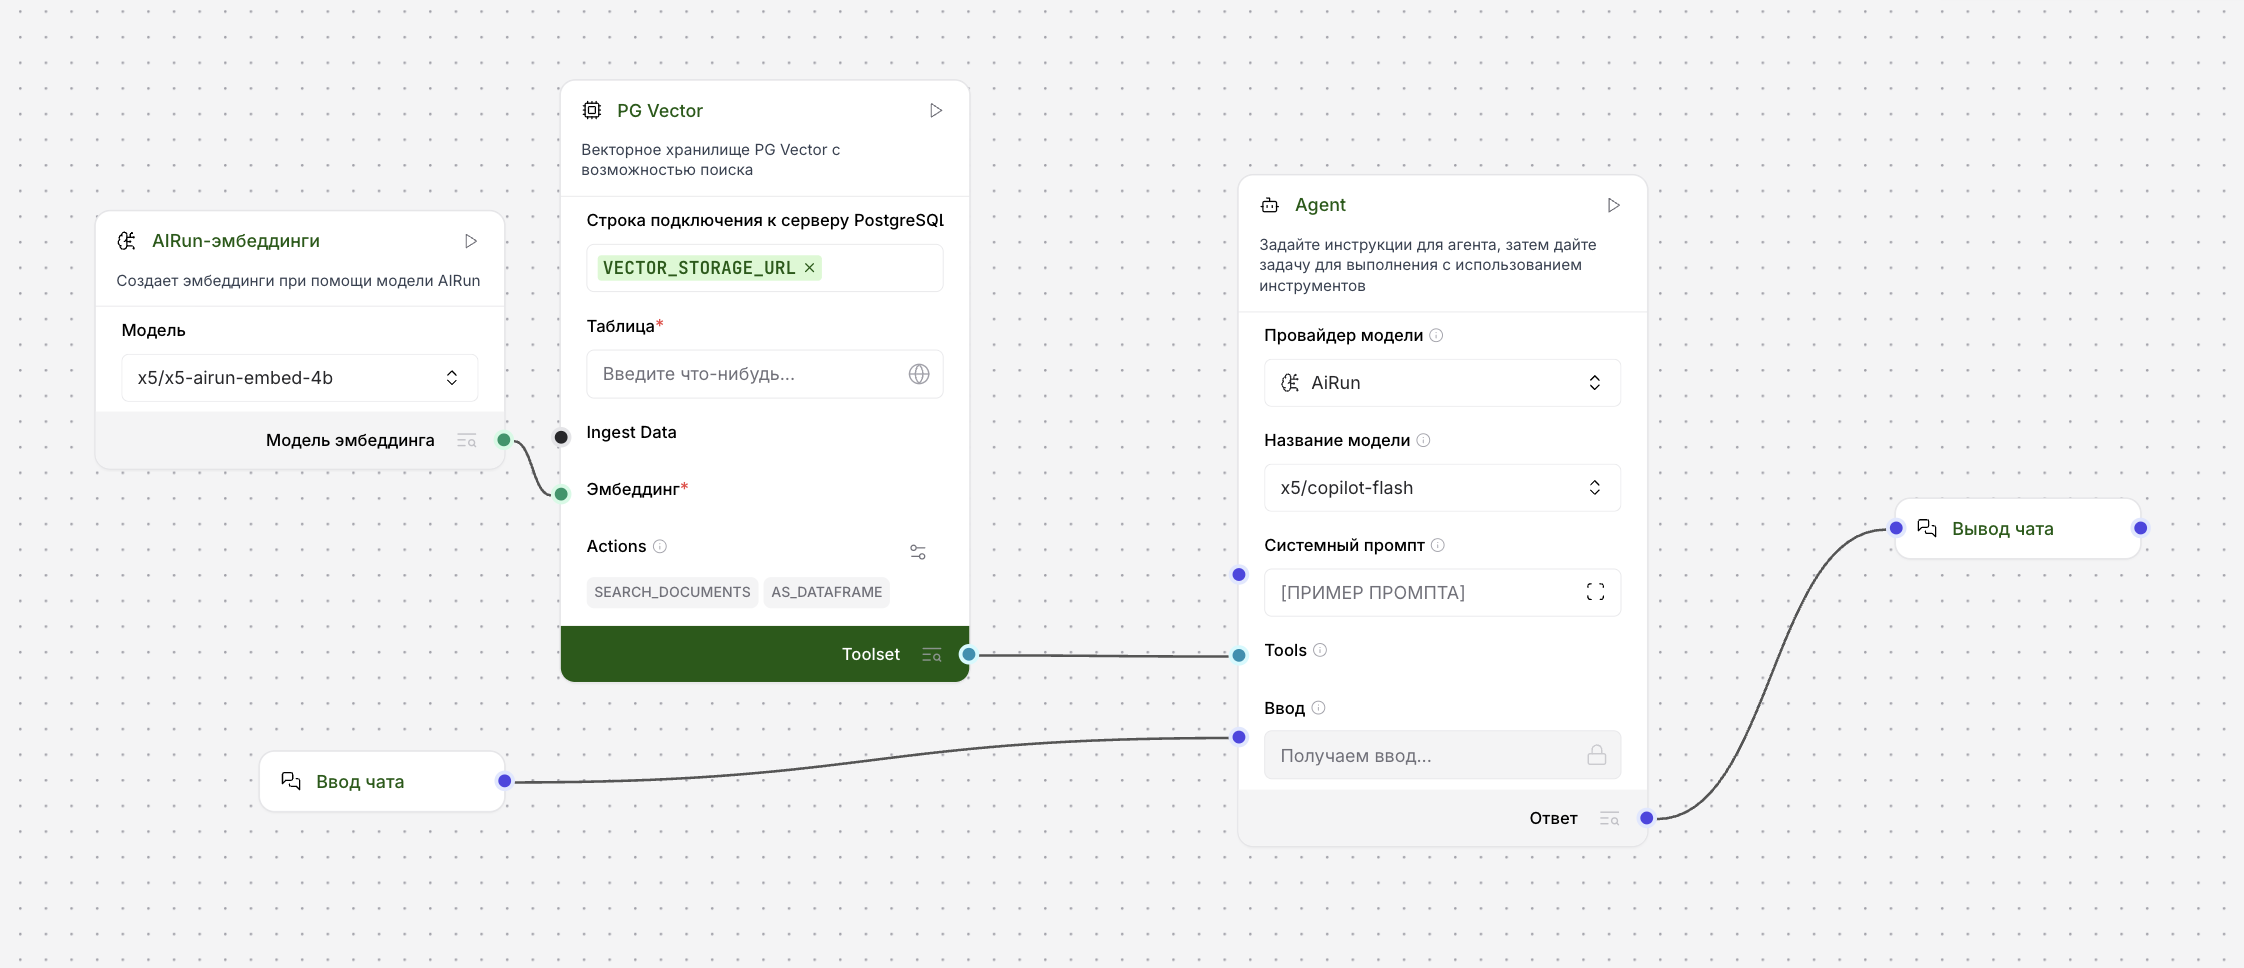 AIRun-эмбеддинги
Создает эмбеддинги при помощи модели AIRun
Модель
x5/x5-airun-embed-4b
Модель эмбеддинга
PG Vector
Векторное хранилище PG Vector с
возможностью поиска
Строка подключения к серверу PostgreSQL
VECTOR_STORAGE_URL
Таблица*
Введите что-нибудь...
Ingest Data
Эмбеддинг*
Actions
SEARCH_DOCUMENTS AS_DATAFRAME
Toolset
Ввод чата
Agent
Задайте инструкции для агента, затем дайте
задачу для выполнения с использованием
инструментов
Провайдер модели
AiRun
Название модели
x5/copilot-flash
Системный промпт
[ПРИМЕР ПРОМПТА]
Tools
Ввод
Получаем ввод...
Ответ
Вывод чата